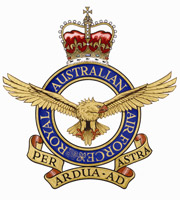 ROYAL AUSTRALIAN AIR FORCE
PER ARDUA·AD ASTRA